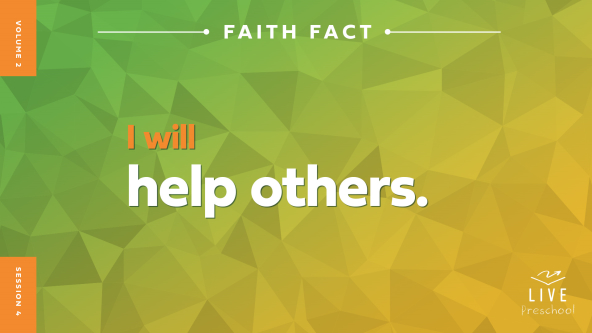 VOLUME 2
FAITH FACT
I will
help others.
SESSION 4
LIVE
Preschool